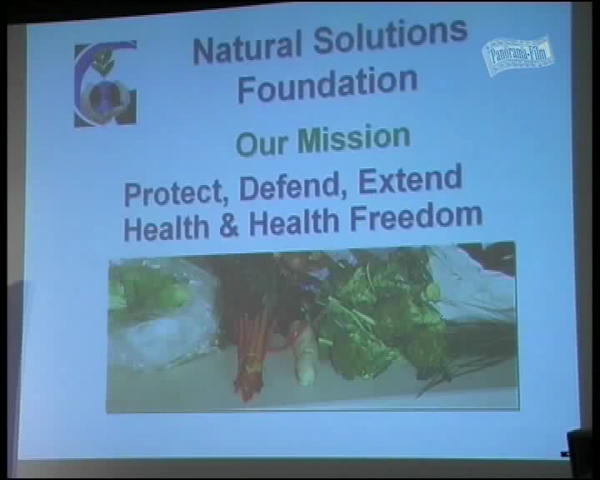 Natural Solutions
Foundation
Panorama-Film
Our Mission
Protect, Defend, Extend
Health & Health Freedom